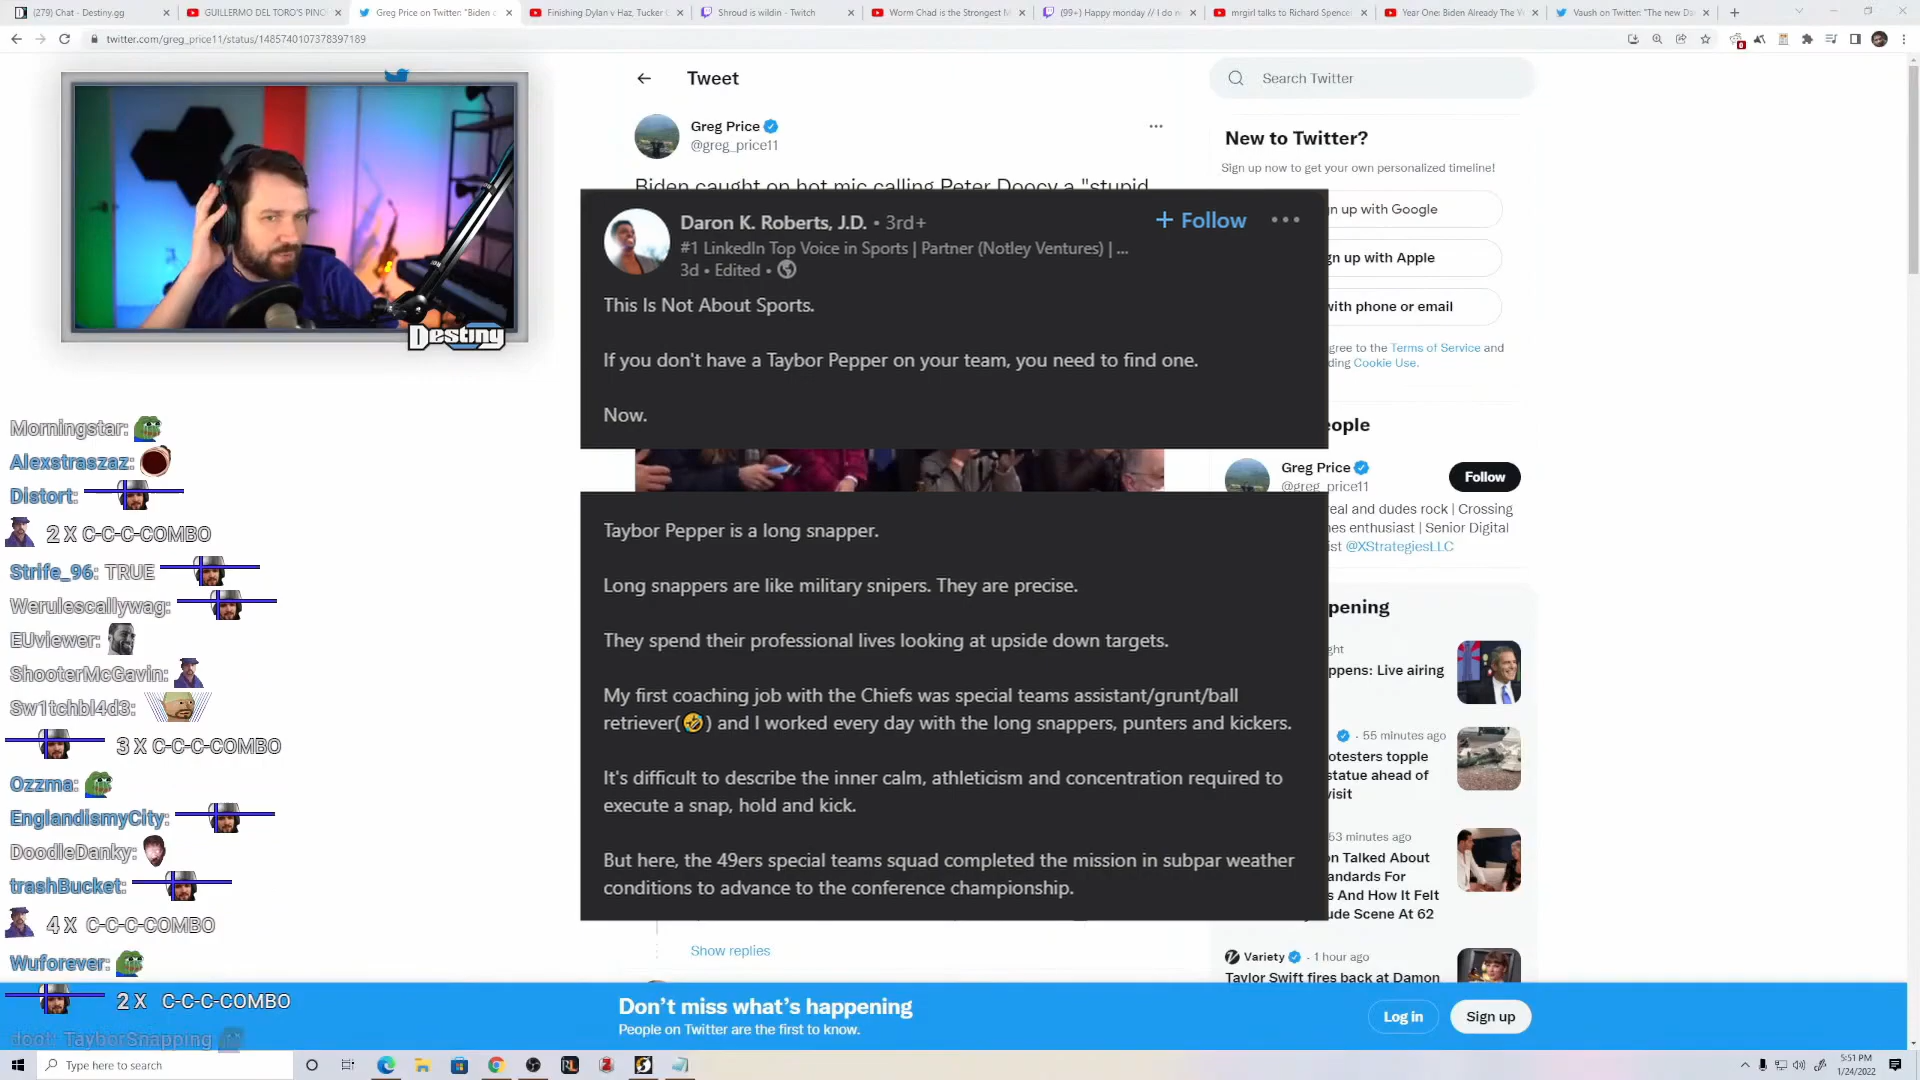 (279) Chat - Destiny.gg
GUILLERMO DEL TORO'S PINO
Greg Price on Twitter: "Biden c
Finishing Dylan v Haz, Tucker C
Shroud is wildin - Twitch
Worm Chad is the Strongest M
(99+) Happy monday // I do n
mrgirl talks to Richard Spence
Year One: Biden Already The W
Vaush on Twitter: "The new Da
twitter.com/greg_price11/status/1485740107378397189
Tweet
Search Twitter
Greg Price
@greg_price11
Biden caught on hot mic calling Peter Doocy a "stupid
New to Twitter?
Sign up now to get your own personalized timeline!
gn up with Google
gn up with Apple
with phone or email
gree to the Terms of Service and
ding Cookie Use.
Daron K. Roberts, J.D. • 3rd+
+ Follow
#1 LinkedIn Top Voice in Sports | Partner (Notley Ventures) | ...
3d • Edited •
This Is Not About Sports.
If you don't have a Taybor Pepper on your team, you need to find one.
Now.
Taybor Pepper is a long snapper.
Long snappers are like military snipers. They are precise.
They spend their professional lives looking at upside down targets.
My first coaching job with the Chiefs was special teams assistant/grunt/ball
retriever(🤣) and I worked every day with the long snappers, punters and kickers.
It's difficult to describe the inner calm, athleticism and concentration required to
execute a snap, hold and kick.
But here, the 49ers special teams squad completed the mission in subpar weather
conditions to advance to the conference championship.
Show replies
eople
Greg Price
@greg_price11
Follow
real and dudes rock | Crossing
nes enthusiast | Senior Digital
ist @XStrategiesLLC
pening
ght
ppens: Live airing
· 55 minutes ago
otesters topple
statue ahead of
visit
53 minutes ago
on Talked About
andards For
s And How It Felt
ude Scene At 62
Variety · 1 hour ago
Taylor Swift fires back at Damon
Destiny
Morningstar:
Alexstraszaz:
Distort:
2 X C-C-C-COMBO
Strife_96: TRUE
Werulescallywag:
EUviewer:
ShooterMcGavin:
Sw1tchbl4d3:
3 X C-C-C-COMBO
Ozzma:
EnglandismyCity:
DoodleDanky:
trashBucket:
4 X C-C-C-COMBO
Wuforever:
2 X C-C-C-COMBO
doot: TayborSnapping
Don't miss what's happening
People on Twitter are the first to know.
Log in
Sign up
Type here to search
5:51 PM
1/24/2022